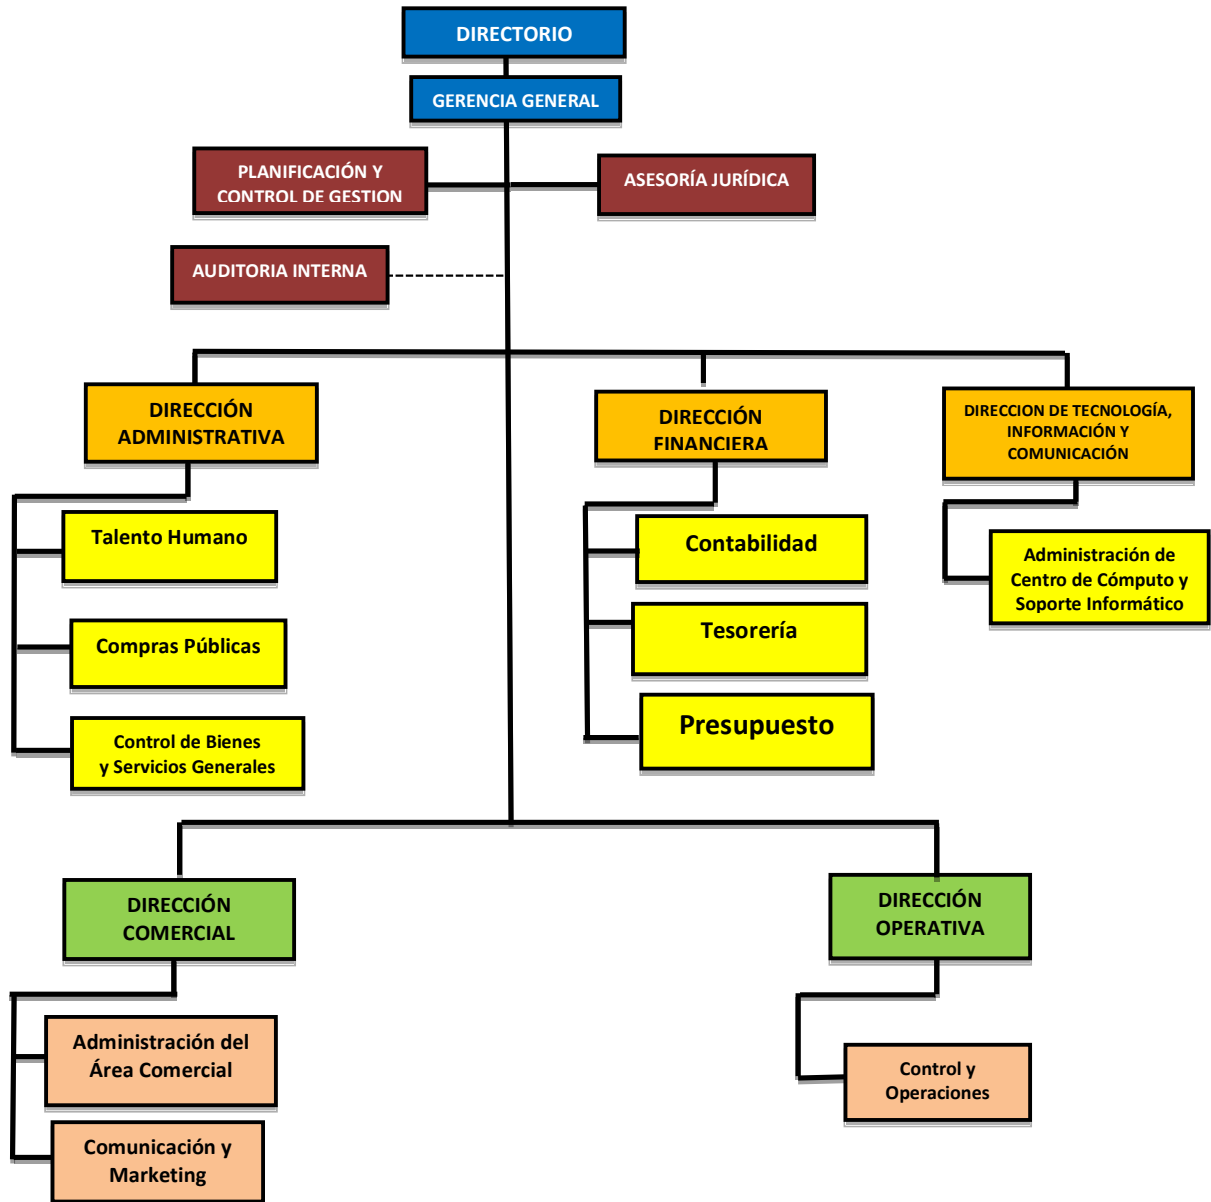 DIRECTORIO
GERENCIA GENERAL
PLANIFICACIÓN Y
CONTROL DE GESTION
ASESORÍA JURÍDICA
AUDITORIA INTERNA
DIRECCIÓN
ADMINISTRATIVA
DIRECCIÓN
FINANCIERA
DIRECCION DE TECNOLOGÍA,
INFORMACIÓN Y
COMUNICACIÓN
Talento Humano
Compras Públicas
Control de Bienes
y Servicios Generales
Contabilidad
Tesorería
Presupuesto
Administración de
Centro de Cómputo y
Soporte Informático
DIRECCIÓN
COMERCIAL
DIRECCIÓN
OPERATIVA
Administración del
Área Comercial
Comunicación y
Marketing
Control y
Operaciones